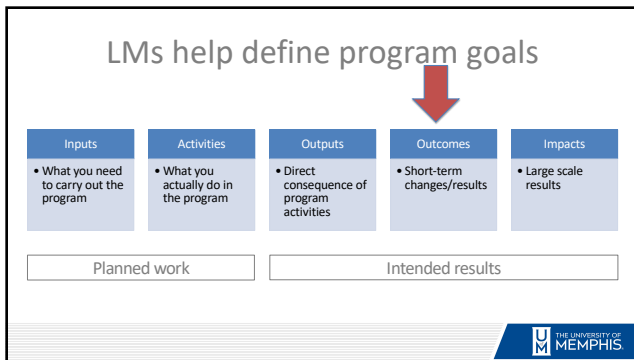 LMs help define program goals
Inputs
• What you need
to carry out the
program
Activities
• What you
actually do in
the program
Outputs
• Direct
consequence of
program
activities
Outcomes
• Short-term
changes/results
Impacts
• Large scale
results
Planned work
Intended results
UM
THE UNIVERSITY OF
MEMPHIS.